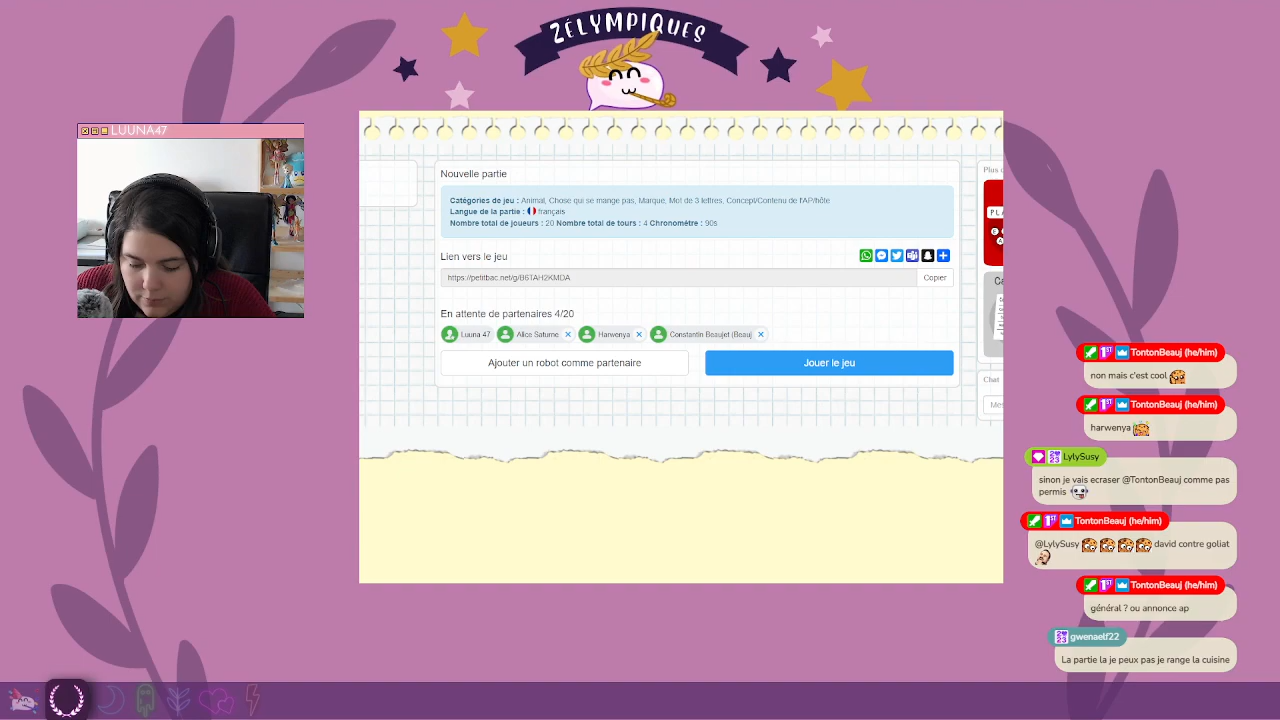 ZÉLYMPIQUES
LUUNA47
Nouvelle partie
Catégories de jeu : Animal, Chose qui se mange pas, Marque, Mot de 3 lettres, Concept/Contenu de l'AP/hôte
Langue de la partie : français
Nombre total de joueurs : 20 Nombre total de tours : 4 Chronomètre : 90s
Lien vers le jeu
https://petitbac.net/g/B6TAH2KMDA
Copier
En attente de partenaires 4/20
Luuna 47
Alice Saturne
Harwenya
Constantin Beaujet (Beauj
Ajouter un robot comme partenaire
Jouer le jeu
Plus
Chat
TontonBeauj (he/him)
non mais c'est cool
TontonBeauj (he/him)
harwenya
LylySusy
sinon je vais ecraser @TontonBeauj comme pas
permis
TontonBeauj (he/him)
@LylySusy david contre goliat
TontonBeauj (he/him)
général ? ou annonce ap
gwenaelf22
La partie la je peux pas je range la cuisine